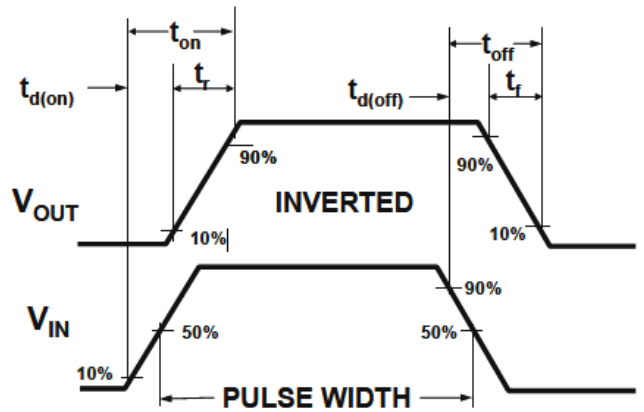 t_on
t_off
t_d(on)
t_r
t_d(off)
t_f
90%
90%
V_OUT
INVERTED
10%
10%
90%
V_IN
50%
50%
10%
PULSE WIDTH